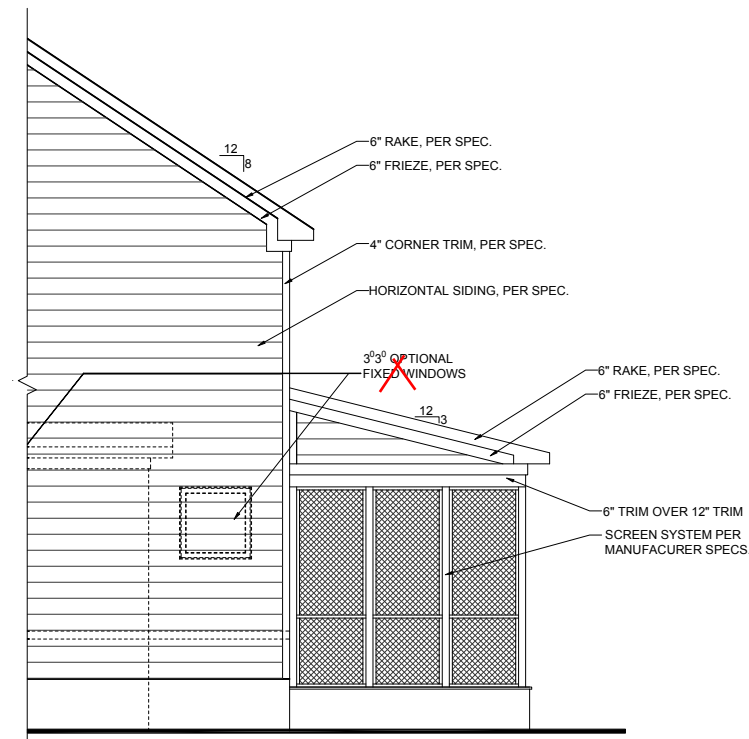 6" RAKE, PER SPEC.
12
8
6" FRIEZE, PER SPEC.
4" CORNER TRIM, PER SPEC.
HORIZONTAL SIDING, PER SPEC.
3⁰3⁰ OPTIONAL
FIXED WINDOWS
6" RAKE, PER SPEC.
6" FRIEZE, PER SPEC.
12
3
6" TRIM OVER 12" TRIM
SCREEN SYSTEM PER
MANUFACURER SPECS.